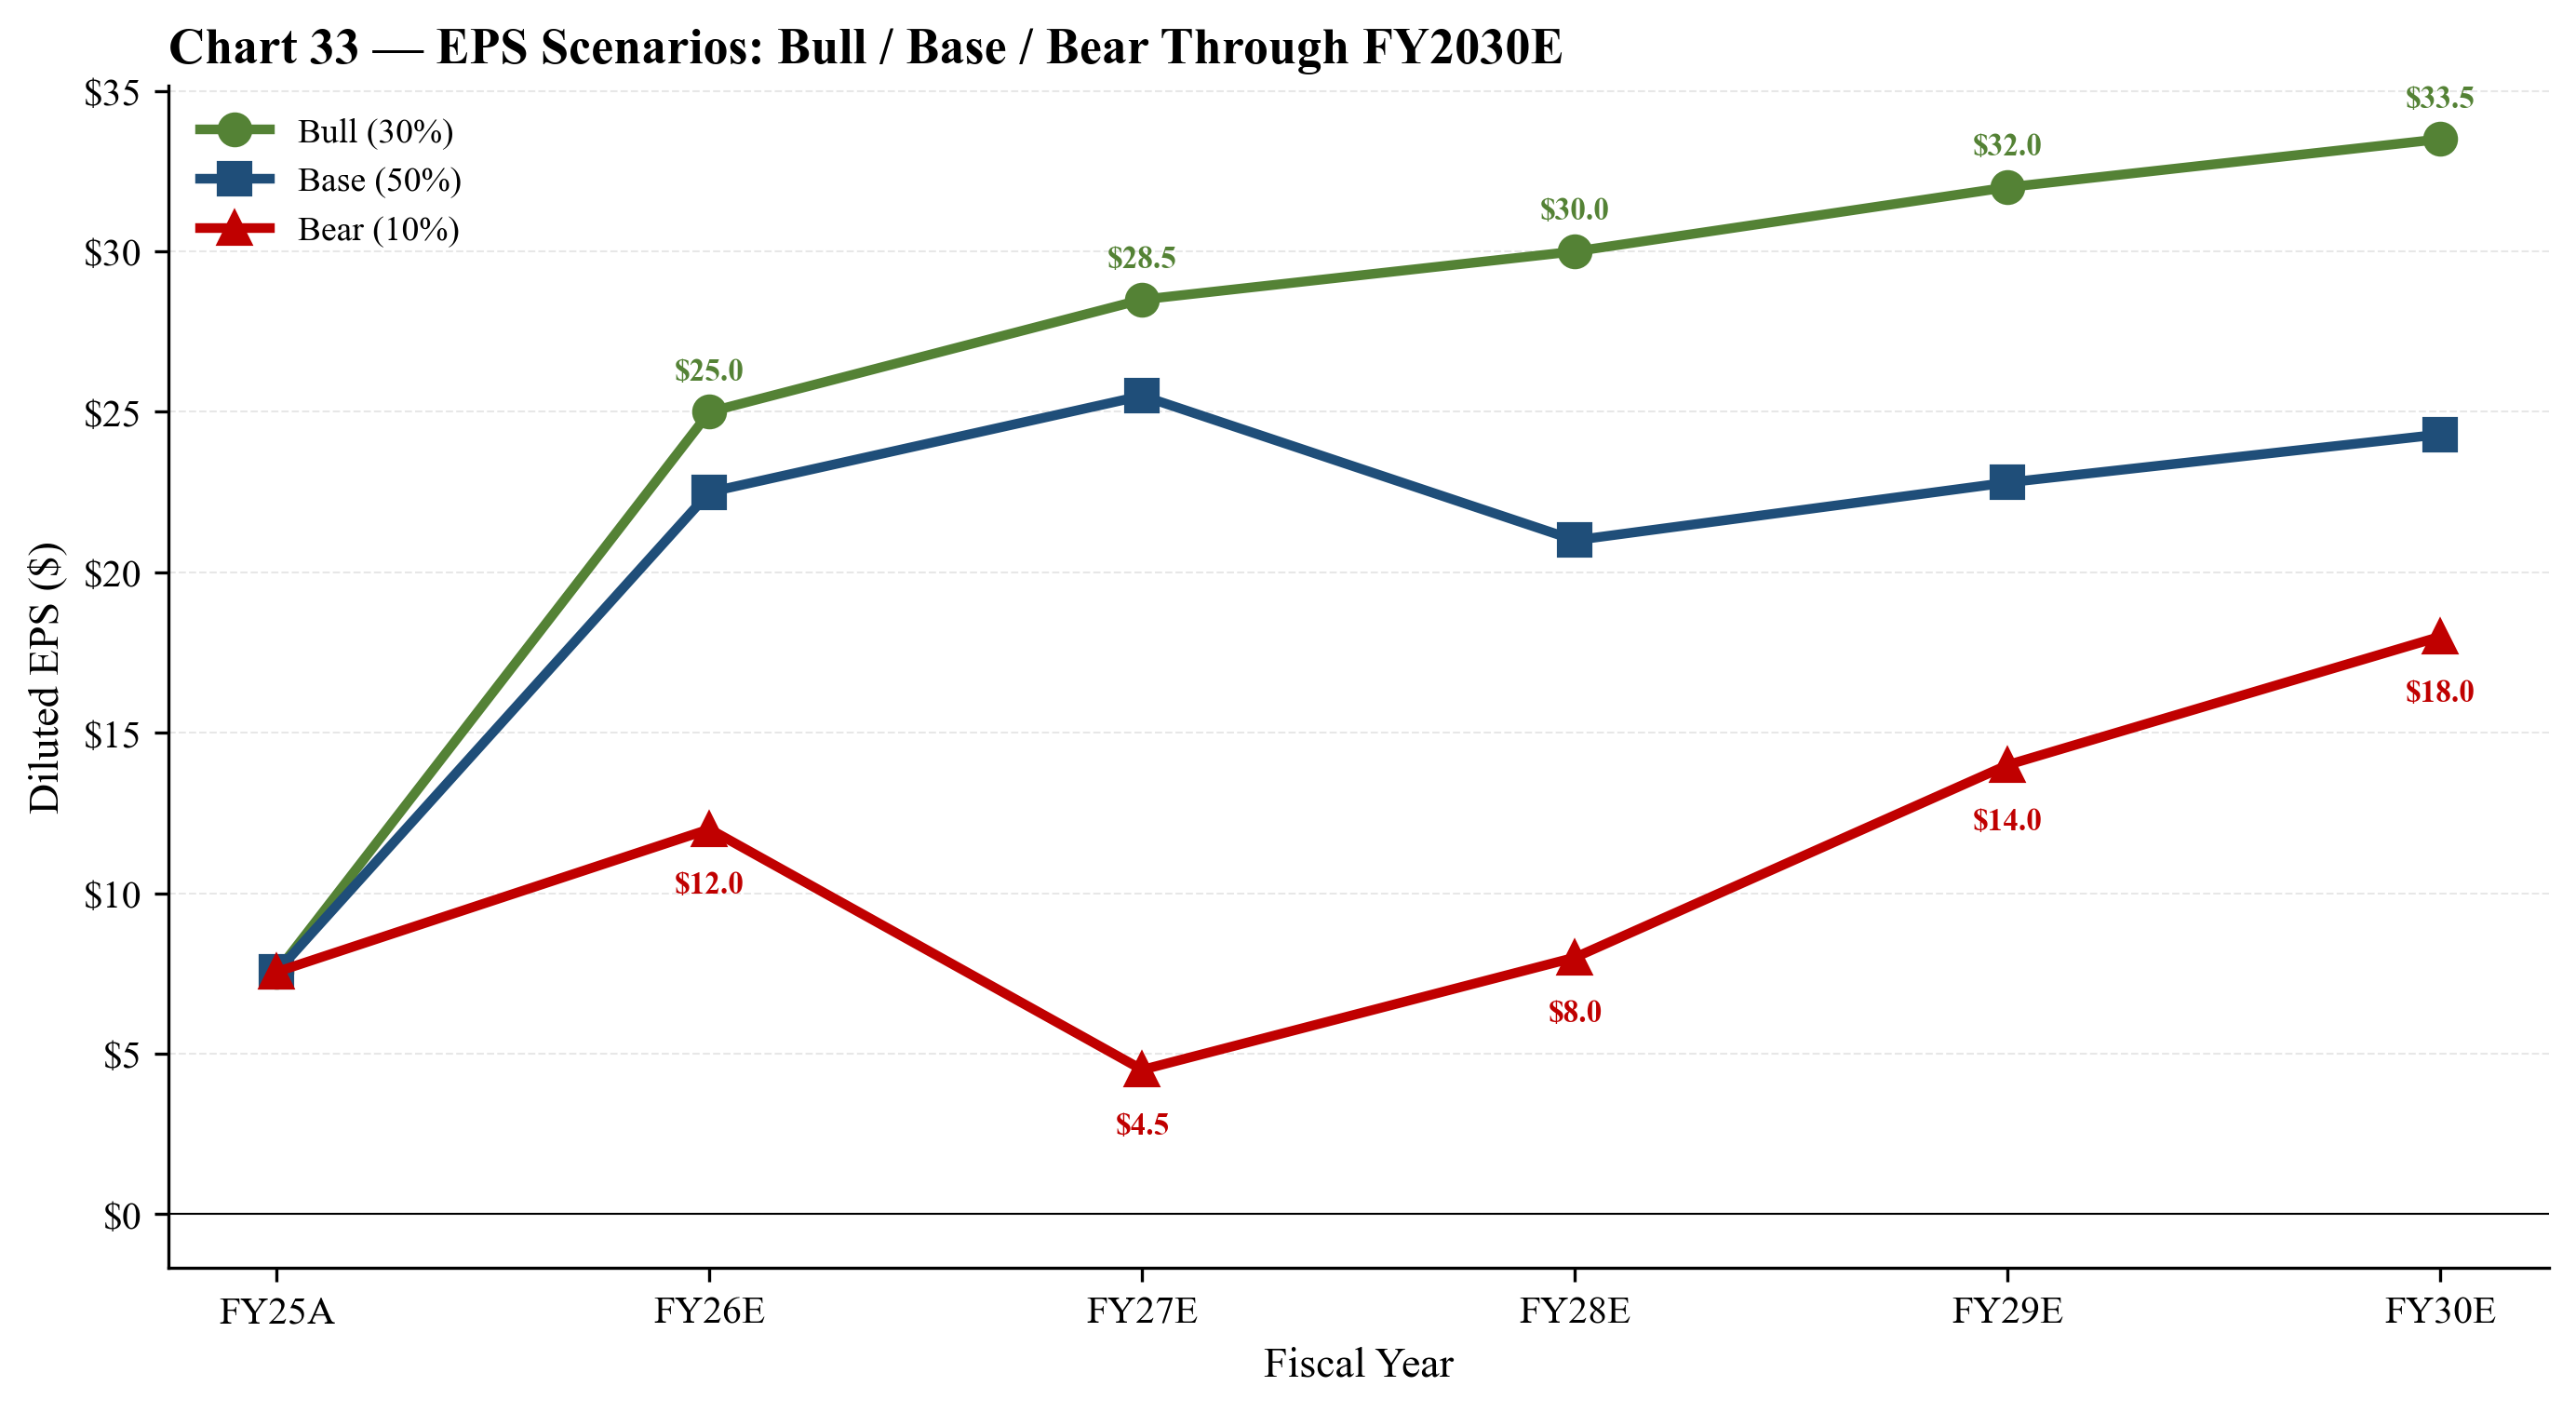 Chart 33 — EPS Scenarios: Bull / Base / Bear Through FY2030E
Bull (30%)
Base (50%)
Bear (10%)
Diluted EPS ($)
$35
$30
$25
$20
$15
$10
$5
$0
$25.0
$28.5
$30.0
$32.0
$33.5
$12.0
$4.5
$8.0
$14.0
$18.0
FY25A
FY26E
FY27E
FY28E
FY29E
FY30E
Fiscal Year